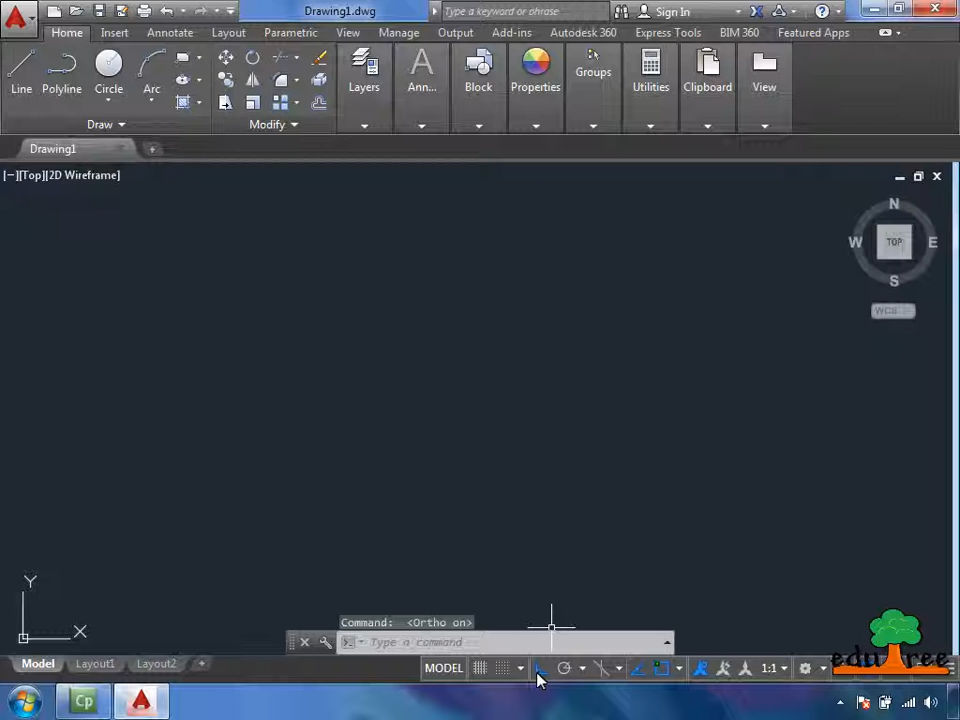 Drawing1.dwg
Type a keyword or phrase
Sign In
Home Insert Annotate Layout Parametric View Manage Output Add-ins Autodesk 360 Express Tools BIM 360 Featured Apps
Line Polyline Circle Arc Layers Ann... Block Properties Groups Utilities Clipboard View
Draw Modify
Drawing1
[−][Top][2D Wireframe]
N
W TOP E
S
WCS
Y
X
Command: <Ortho on>
Type a command
Model Layout1 Layout2 + MODEL 1:1
edutree
Cp